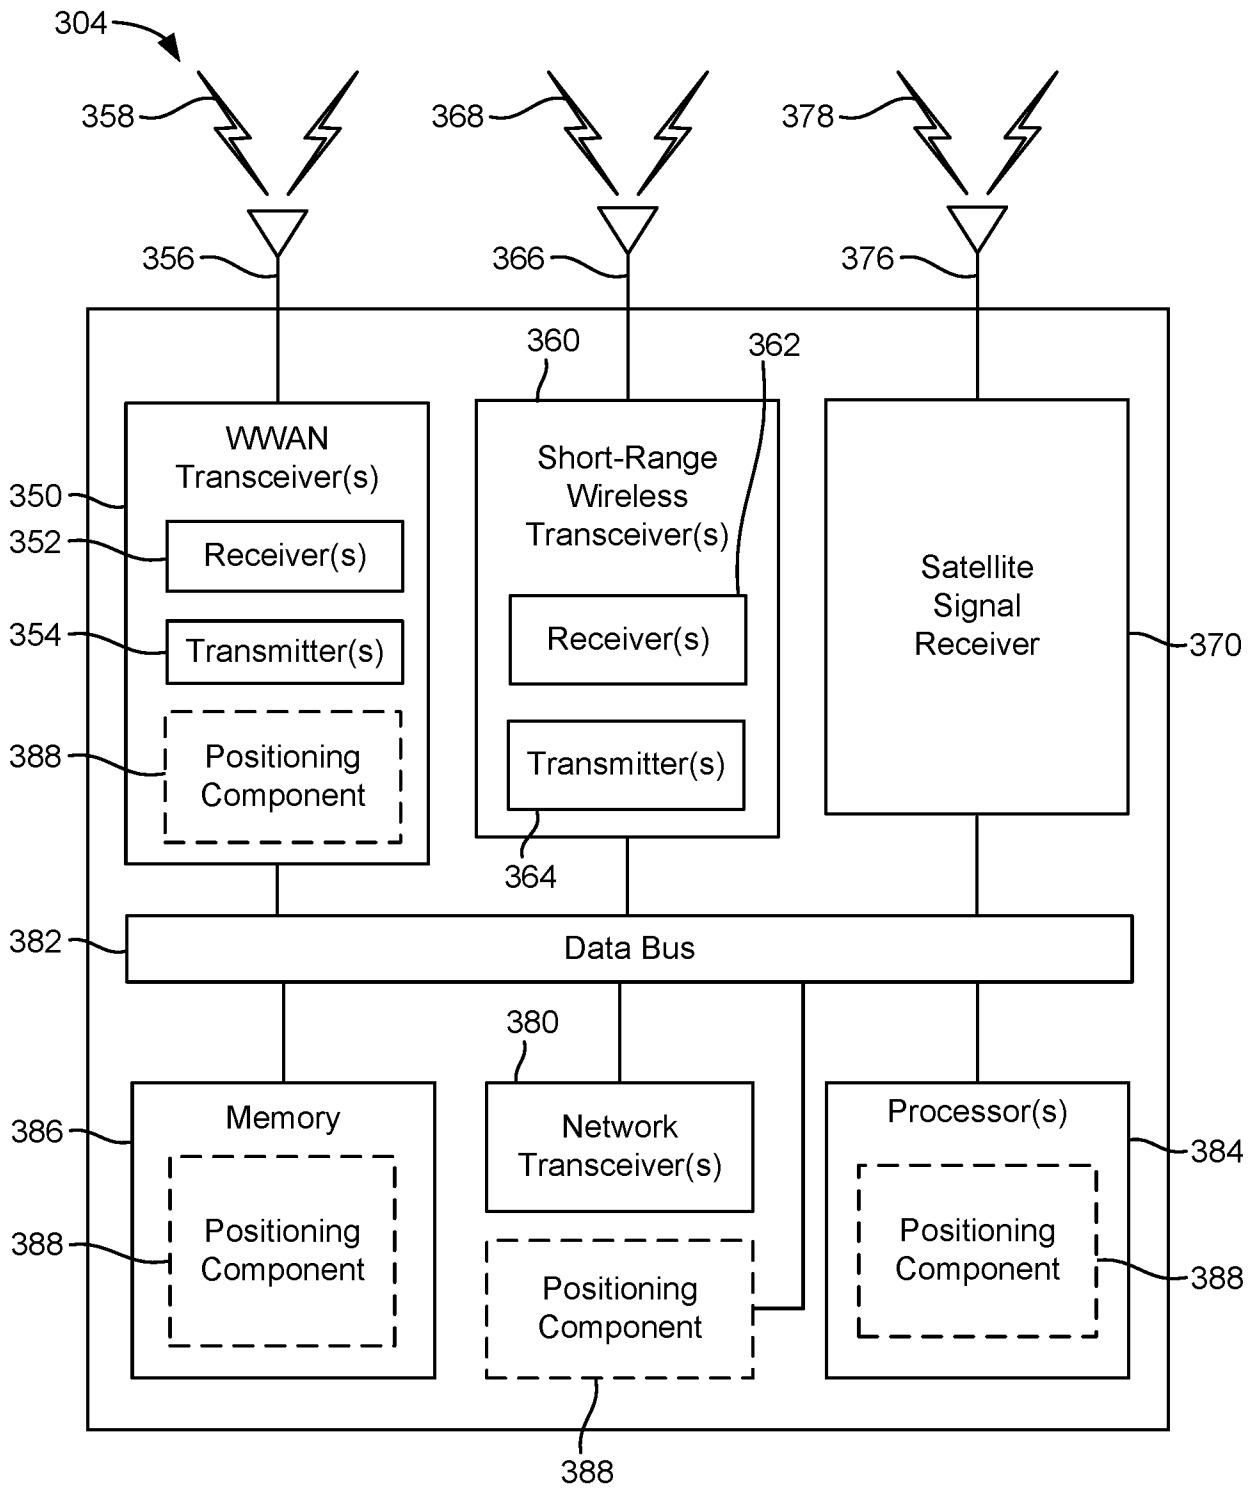 304
358
368
378
356
366
376
360
362
WWAN
Transceiver(s)
350
352
Receiver(s)
354
Transmitter(s)
388
Positioning
Component
Short-Range
Wireless
Transceiver(s)
Receiver(s)
Transmitter(s)
364
Satellite
Signal
Receiver
370
382
Data Bus
380
Memory
386
388
Positioning
Component
Network
Transceiver(s)
Positioning
Component
388
Processor(s)
384
Positioning
Component
388